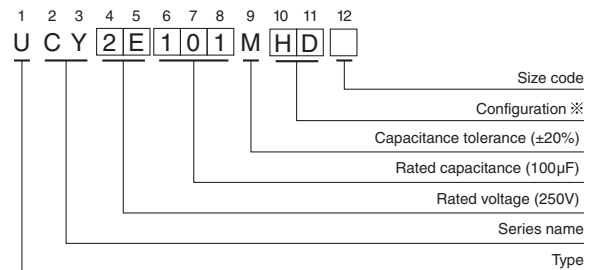 1 2 3 4 5 6 7 8 9 10 11 12
U C Y 2 E 1 0 1 M H D
Size code
Configuration ※
Capacitance tolerance (±20%)
Rated capacitance (100µF)
Rated voltage (250V)
Series name
Type